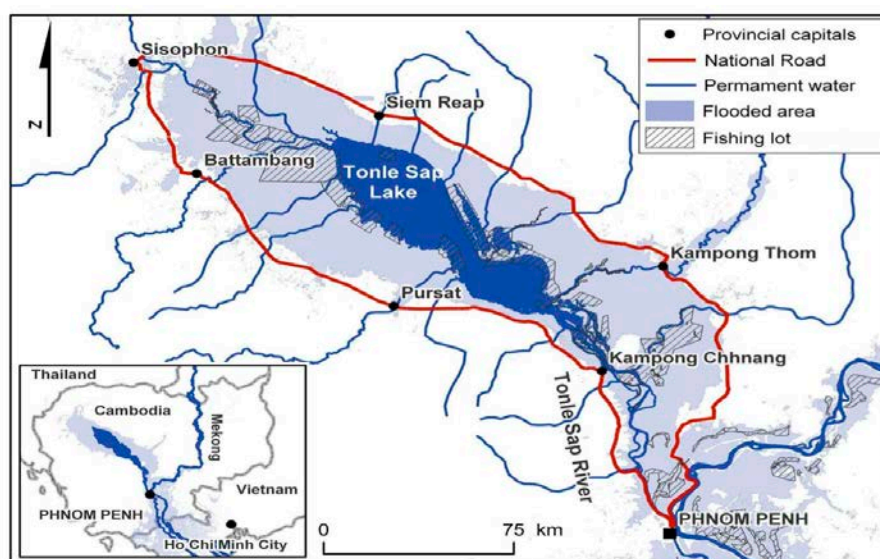 Provincial capitals
National Road
Permament water
Flooded area
Fishing lot
N
Sisophon
Siem Reap
Battambang
Tonle Sap
Lake
Kampong Thom
Pursat
Kampong Chhnang
Tonle Sap River
PHNOM PENH
0 75 km
Thailand
Cambodia
Mekong
Vietnam
PHNOM PENH
Ho Chi Minh City